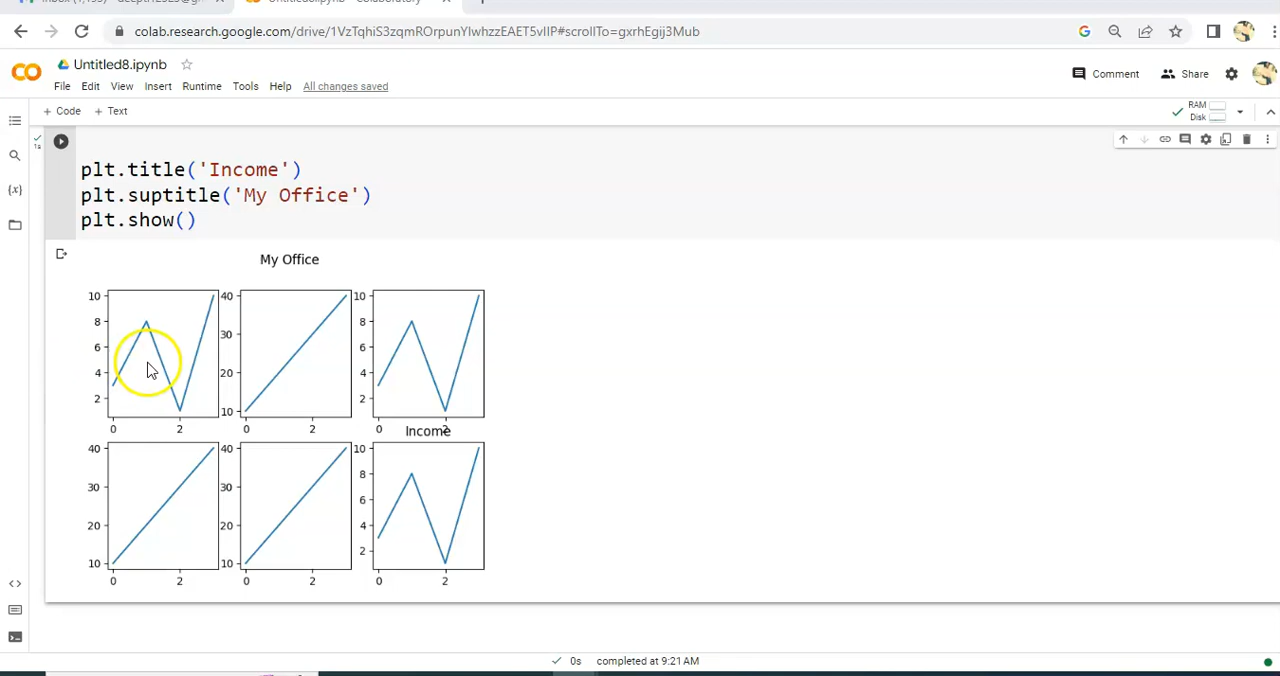 colab.research.google.com/drive/1VzTqhiS3zqmROrpunYIwhzzEAET5vIIP#scrollTo=gxrhEgij3Mub
CO Untitled8.ipynb
File Edit View Insert Runtime Tools Help All changes saved
Comment Share
+ Code + Text
RAM
Disk
1s
plt.title('Income')
plt.suptitle('My Office')
plt.show()
My Office
10 40 10
8 8
30
6 6
4 20 4
2 2
10
0 2 0 2 0 2
Income
40 40 10
8
30 30
6
20 20 4
2
10 10
0 2 0 2 0 2
{x}
<>
0s completed at 9:21 AM